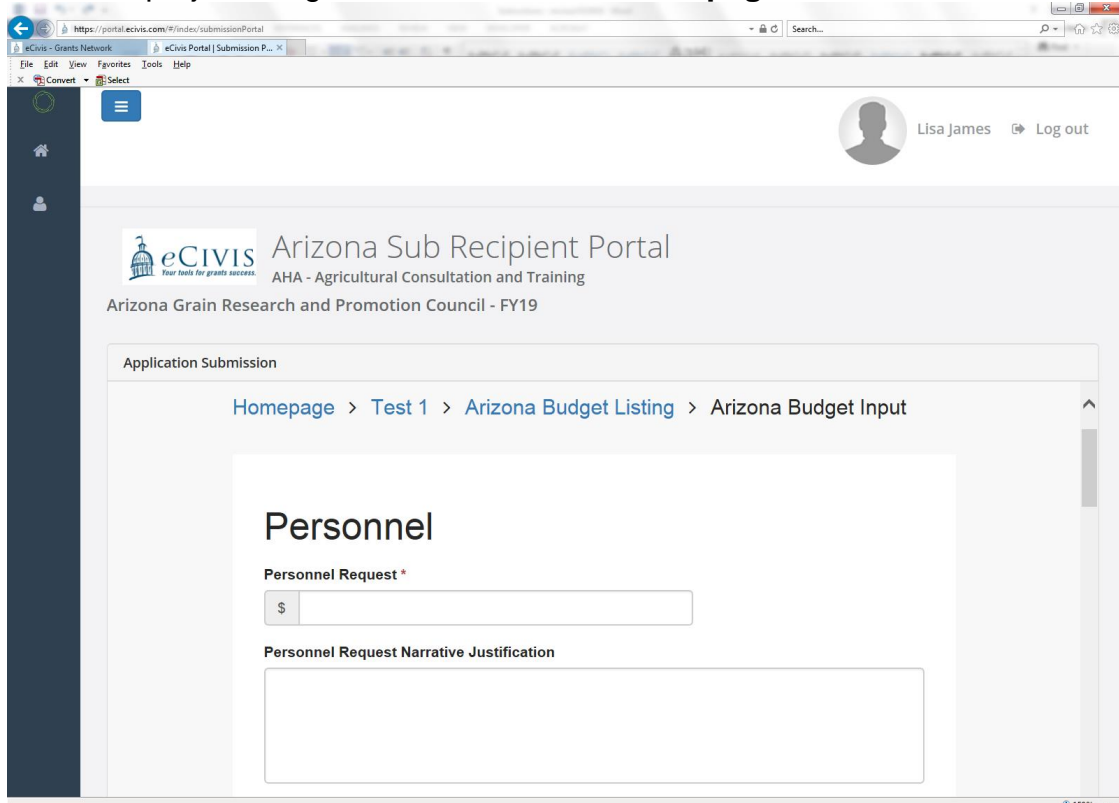 https://portal.ecivis.com/#/index/submissionPortal
Search...
eCivis - Grants Network
eCivis Portal | Submission P...
File Edit View Favorites Tools Help
Convert Select
Lisa James Log out
eCIVIS
Your tools for grants success.
Arizona Sub Recipient Portal
AHA - Agricultural Consultation and Training
Arizona Grain Research and Promotion Council - FY19
Application Submission
Homepage > Test 1 > Arizona Budget Listing > Arizona Budget Input
Personnel
Personnel Request *
$
Personnel Request Narrative Justification